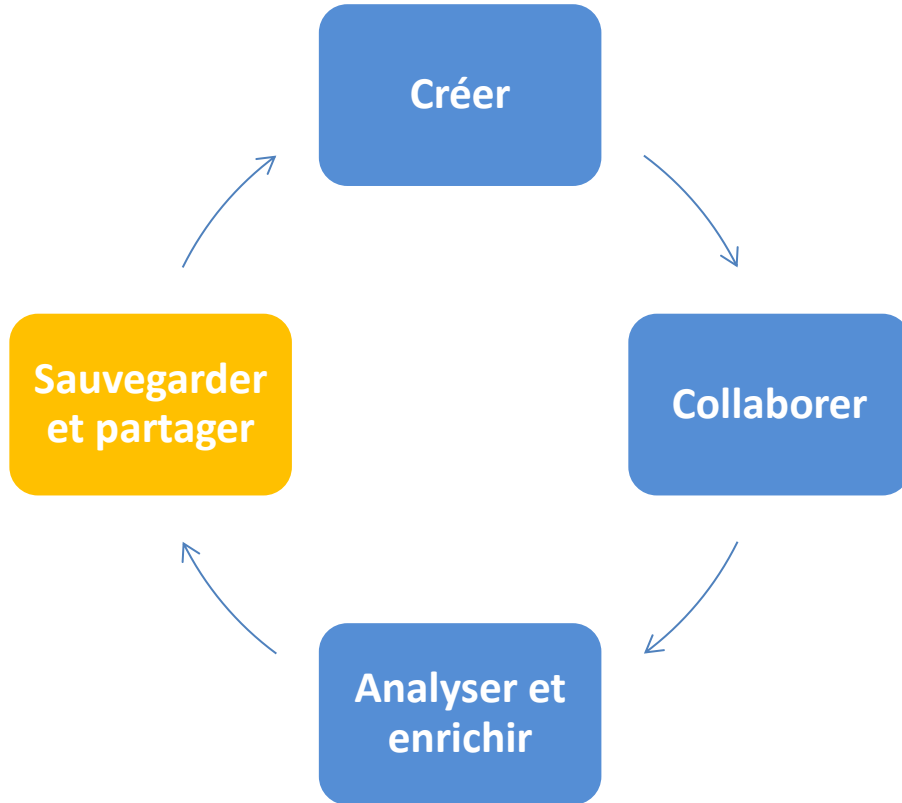 Créer
Sauvegarder
et partager
Collaborer
Analyser et
enrichir